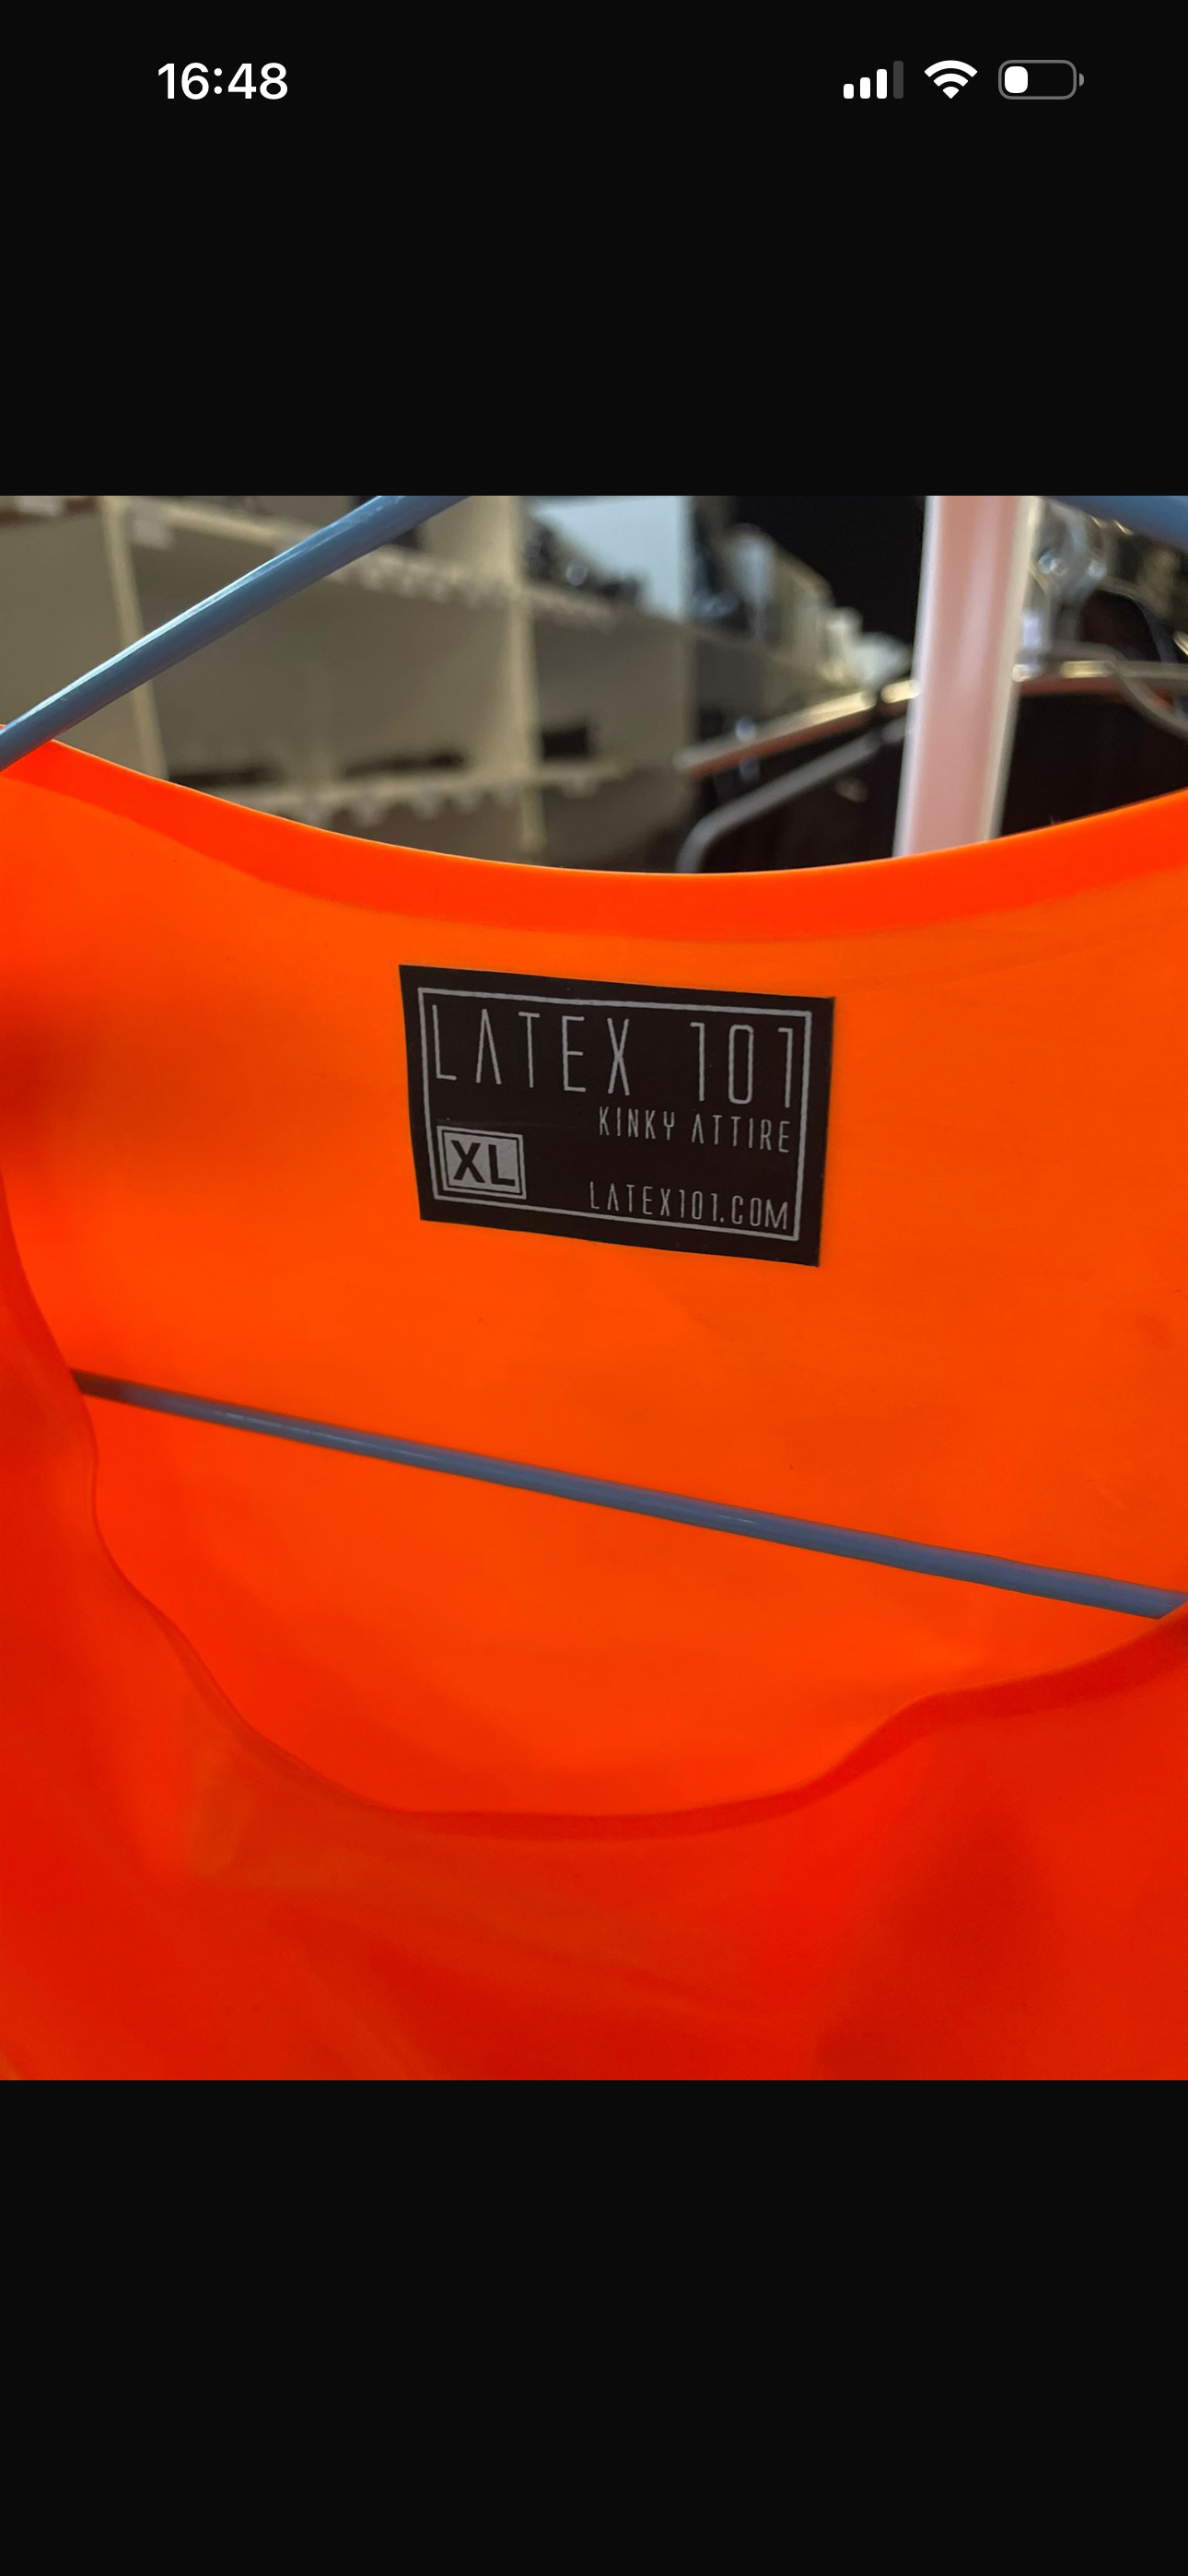 16:48
LATEX 101
KINKY ATTIRE
XL
LATEX101.COM